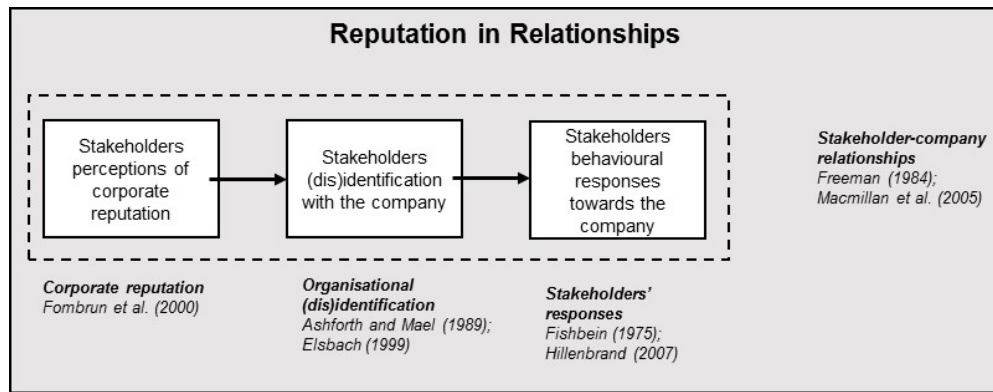 Reputation in Relationships
Stakeholders
perceptions of
corporate
reputation
Stakeholders
(dis)identification
with the company
Stakeholders
behavioural
responses
towards the
company
Stakeholder-company
relationships
Freeman (1984);
Macmillan et al. (2005)
Corporate reputation
Fombrun et al. (2000)
Organisational
(dis)identification
Ashforth and Mael (1989);
Elsbach (1999)
Stakeholders'
responses
Fishbein (1975);
Hillenbrand (2007)